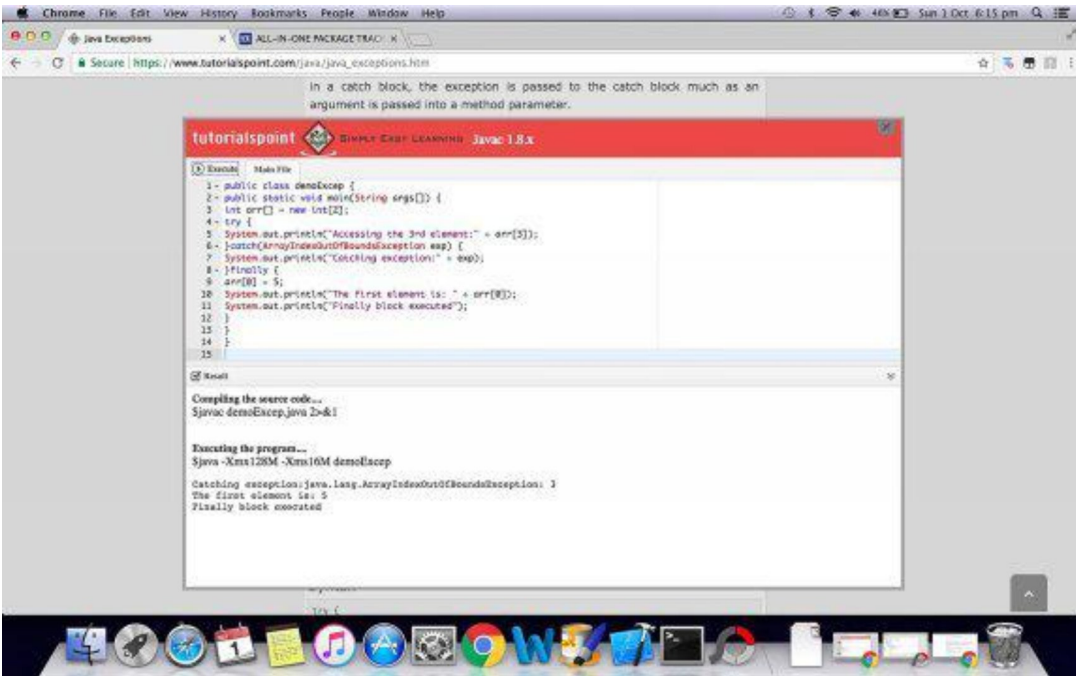 Chrome File Edit View History Bookmarks People Window Help 46% Sun 1 Oct 6:15 pm
Java Exceptions ALL-IN-ONE PACKAGE TRAC
Secure https://www.tutorialspoint.com/java/java_exceptions.htm
In a catch block, the exception is passed to the catch block much as an
argument is passed into a method parameter.
tutorialspoint SIMPLY EASY LEARNING Javac 1.8.x
Execute Main File
1 public class demoExcep {
2 public static void main(String args[]) {
3 int arr[] = new int[2];
4 try {
5 System.out.println("Accessing the 3rd element:" + arr[3]);
6 }catch(ArrayIndexOutOfBoundsException exp) {
7 System.out.println("Catching exception:" + exp);
8 }finally {
9 arr[0] = 5;
10 System.out.println("The first element is: " + arr[0]);
11 System.out.println("Finally block executed");
12 }
13 }
14 }
15
Result
Compiling the source code....
$javac demoExcep.java 2>&1
Executing the program....
$java -Xmx128M -Xms16M demoExcep
Catching exception:java.lang.ArrayIndexOutOfBoundsException: 3
The first element is: 5
Finally block executed
try {
1